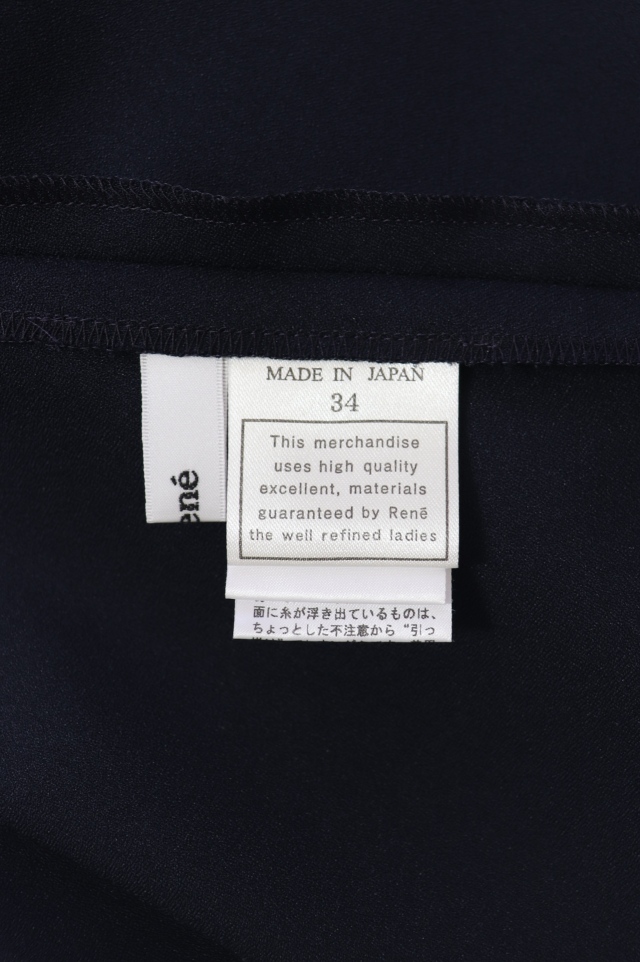 MADE IN JAPAN
34
This merchandise
uses high quality
excellent, materials
guaranteed by René
the well refined ladies
ené
面に糸が浮き出ているものは、
ちょっとした不注意から“引っ